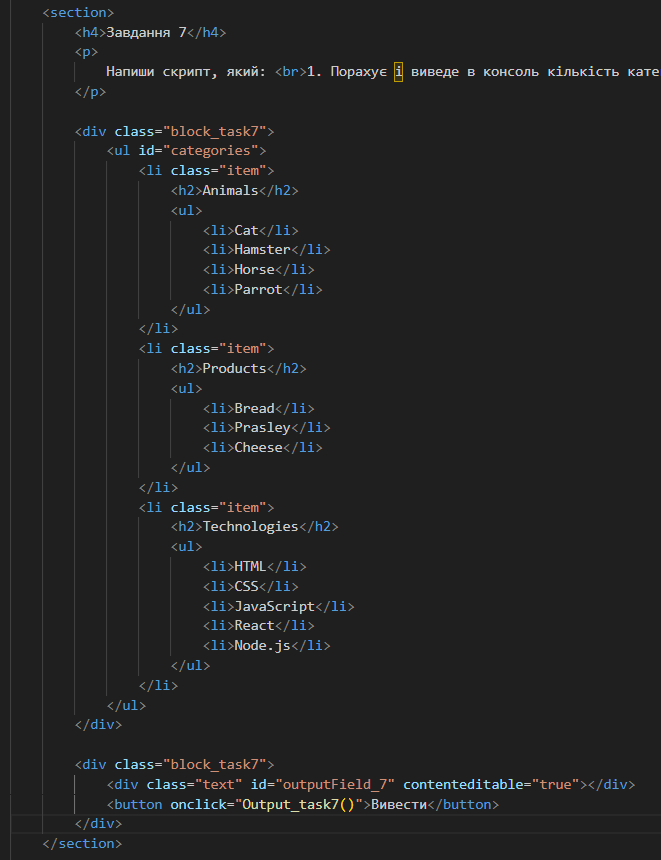 <section>
<h4>Завдання 7</h4>
<p>
Напиши скрипт, який: <br>1. Порахує і виведе в консоль кількість кате
</p>
<div class="block_task7">
<ul id="categories">
<li class="item">
<h2>Animals</h2>
<ul>
<li>Cat</li>
<li>Hamster</li>
<li>Horse</li>
<li>Parrot</li>
</ul>
</li>
<li class="item">
<h2>Products</h2>
<ul>
<li>Bread</li>
<li>Prasley</li>
<li>Cheese</li>
</ul>
</li>
<li class="item">
<h2>Technologies</h2>
<ul>
<li>HTML</li>
<li>CSS</li>
<li>JavaScript</li>
<li>React</li>
<li>Node.js</li>
</ul>
</li>
</ul>
</div>
<div class="block_task7">
<div class="text" id="outputField_7" contenteditable="true"></div>
<button onclick="Output_task7()">Вивести</button>
</div>
</section>